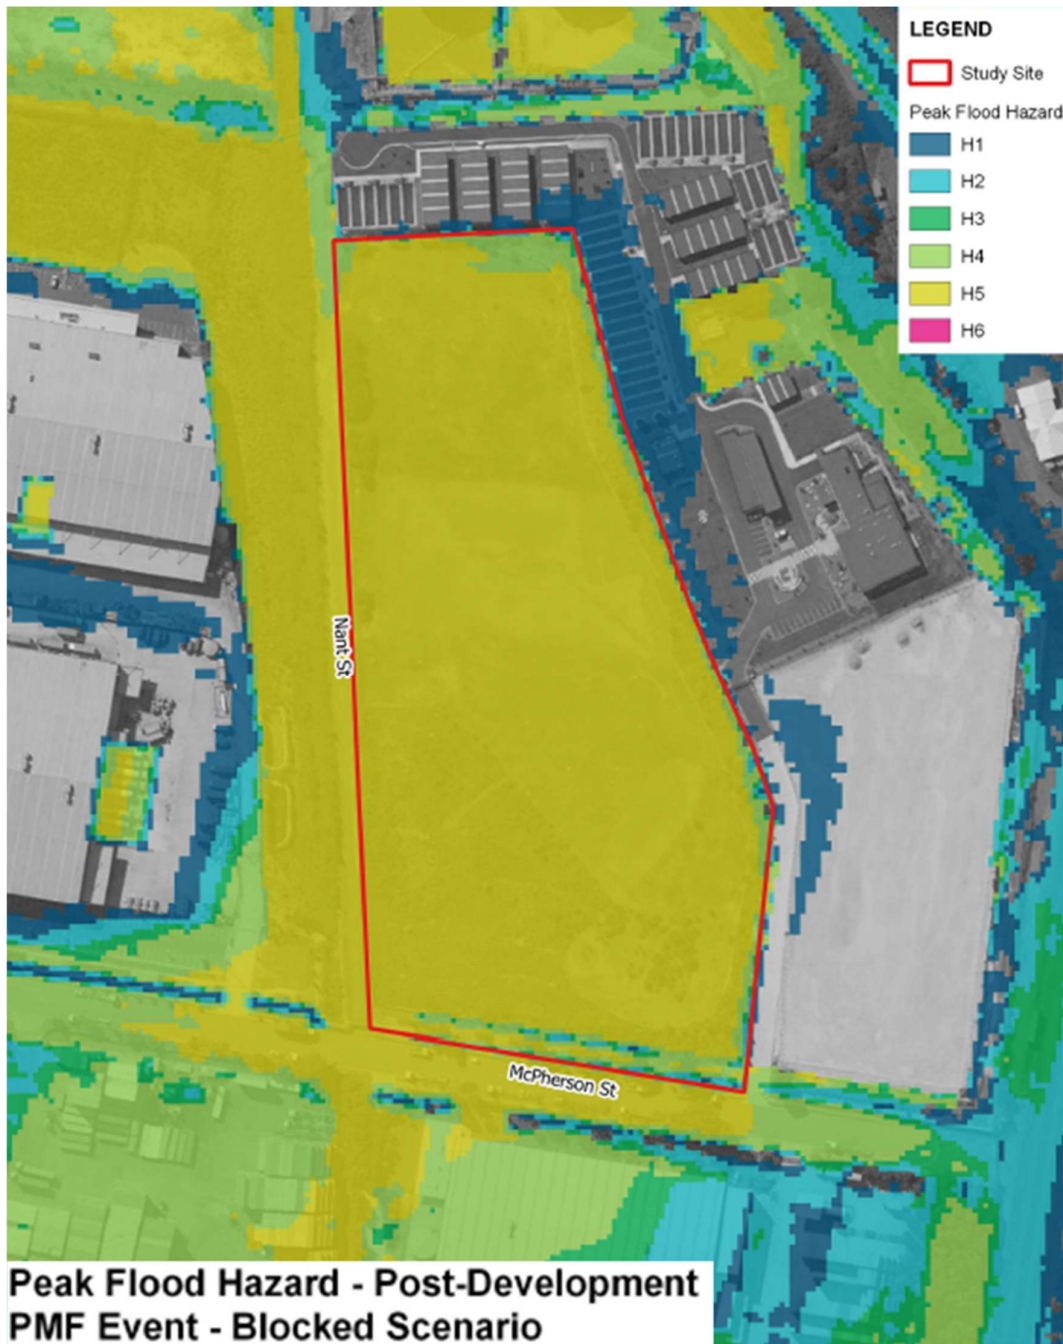 LEGEND
Study Site
Peak Flood Hazard
H1
H2
H3
H4
H5
H6
Nant St
McPherson St
Peak Flood Hazard - Post-Development
PMF Event - Blocked Scenario